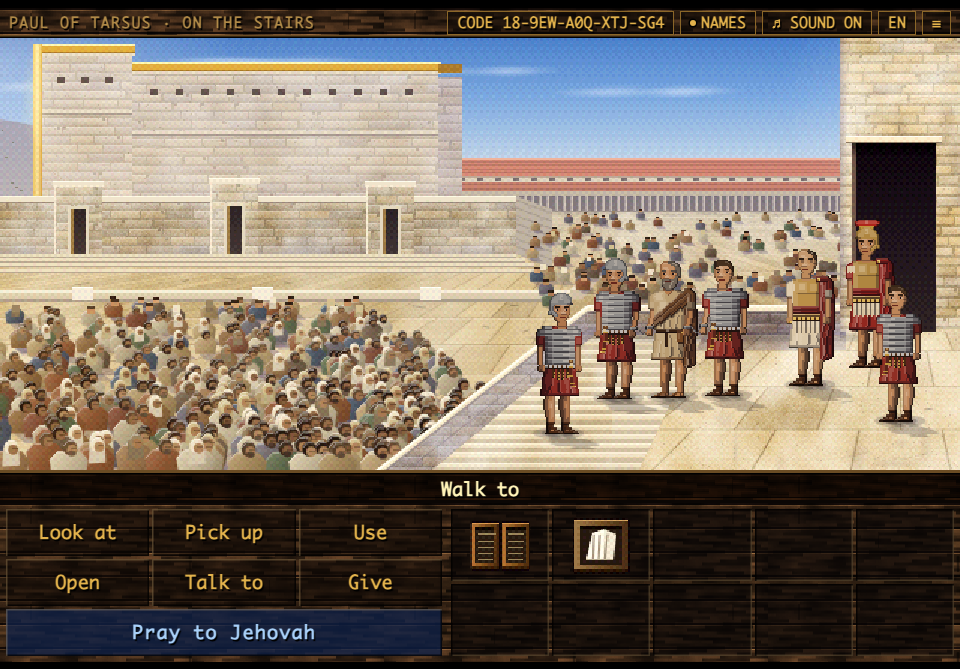 PAUL OF TARSUS · ON THE STAIRS
CODE 18-9EW-A0Q-XTJ-SG4
• NAMES
♬ SOUND ON
EN
≡
Walk to
Look at
Pick up
Use
Open
Talk to
Give
Pray to Jehovah